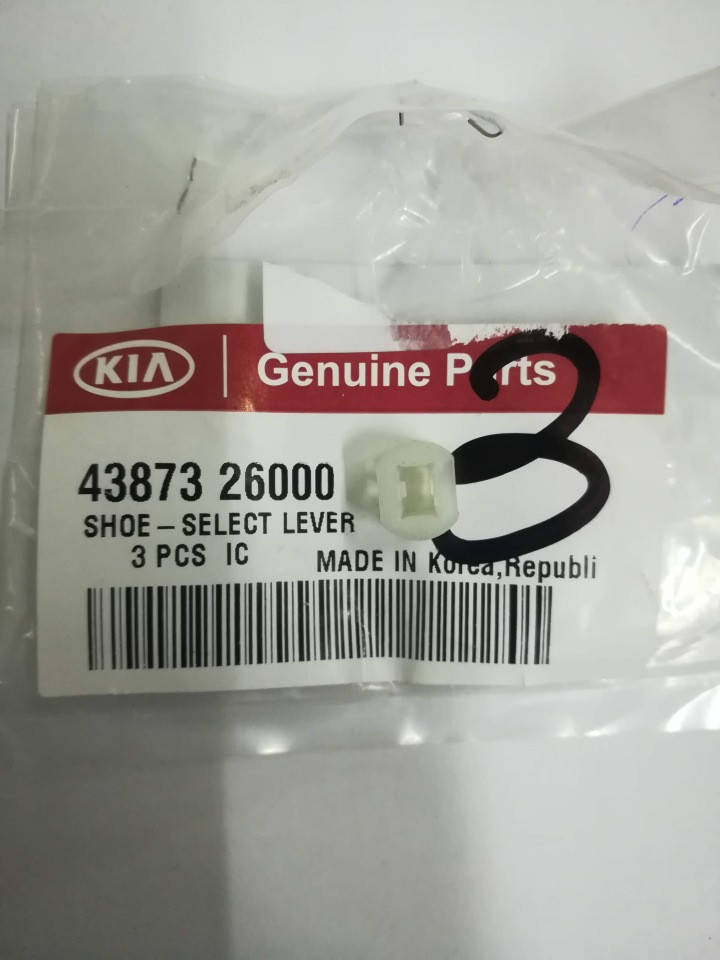 KIA Genuine Parts
3
43873 26000
SHOE-SELECT LEVER
3 PCS IC MADE IN Korea,Republi